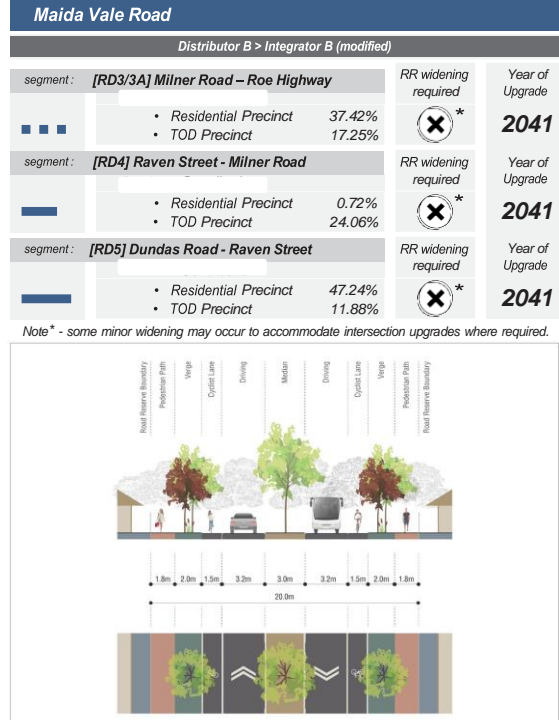 Maida Vale Road
Distributor B > Integrator B (modified)
segment : [RD3/3A] Milner Road – Roe Highway
RR widening required
Year of Upgrade
• Residential Precinct 37.42%
• TOD Precinct 17.25%
*
2041
segment : [RD4] Raven Street - Milner Road
RR widening required
Year of Upgrade
• Residential Precinct 0.72%
• TOD Precinct 24.06%
*
2041
segment : [RD5] Dundas Road - Raven Street
RR widening required
Year of Upgrade
• Residential Precinct 47.24%
• TOD Precinct 11.88%
*
2041
Note* - some minor widening may occur to accommodate intersection upgrades where required.
Road Reserve Boundary
Pedestrian Path
Verge
Cyclist Lane
Driving
Median
Driving
Cyclist Lane
Verge
Pedestrian Path
Road Reserve Boundary
1.8m 2.0m 1.5m 3.2m 3.0m 3.2m 1.5m 2.0m 1.8m
20.0m